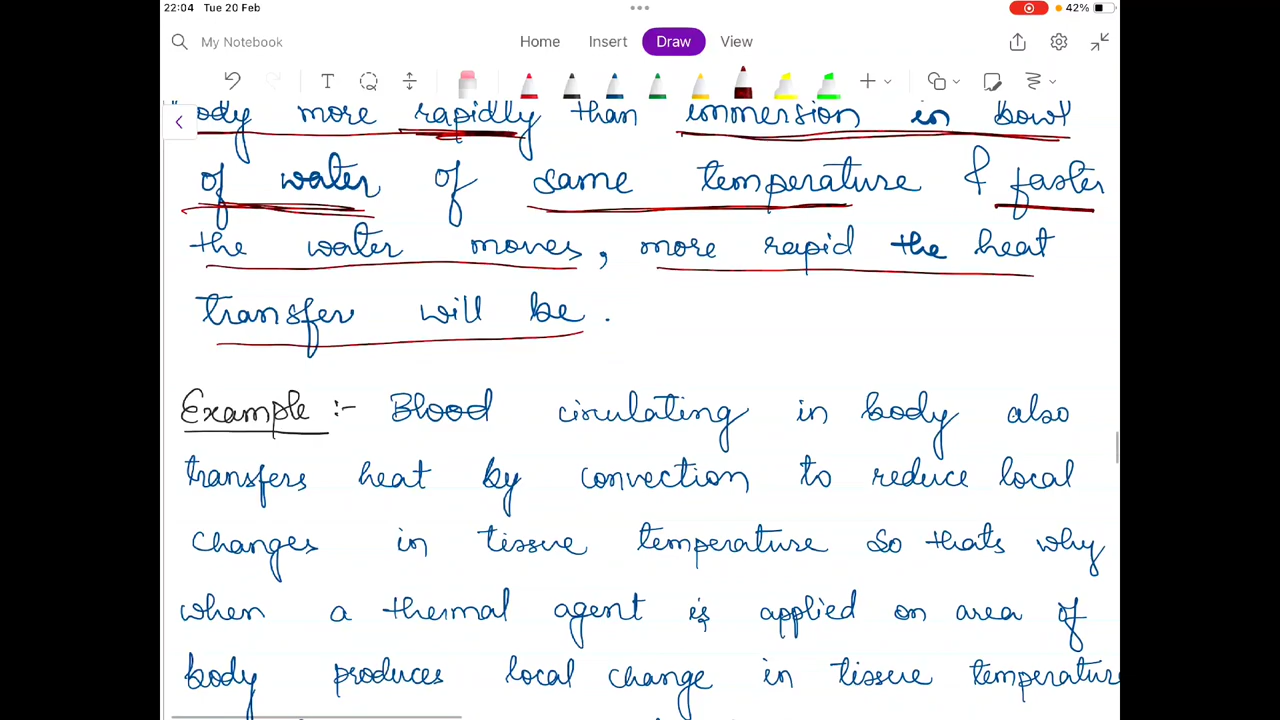 22:04 Tue 20 Feb
42%
My Notebook
Home Insert Draw View
T
body more rapidly than immersion in bowl
of water of same temperature & faster
the water moves, more rapid the heat
transfer will be.
Example :- Blood circulating in body also
transfers heat by convection to reduce local
changes in tissue temperature so thats why
when a thermal agent is applied on area of
body produces local change in tissue temperature